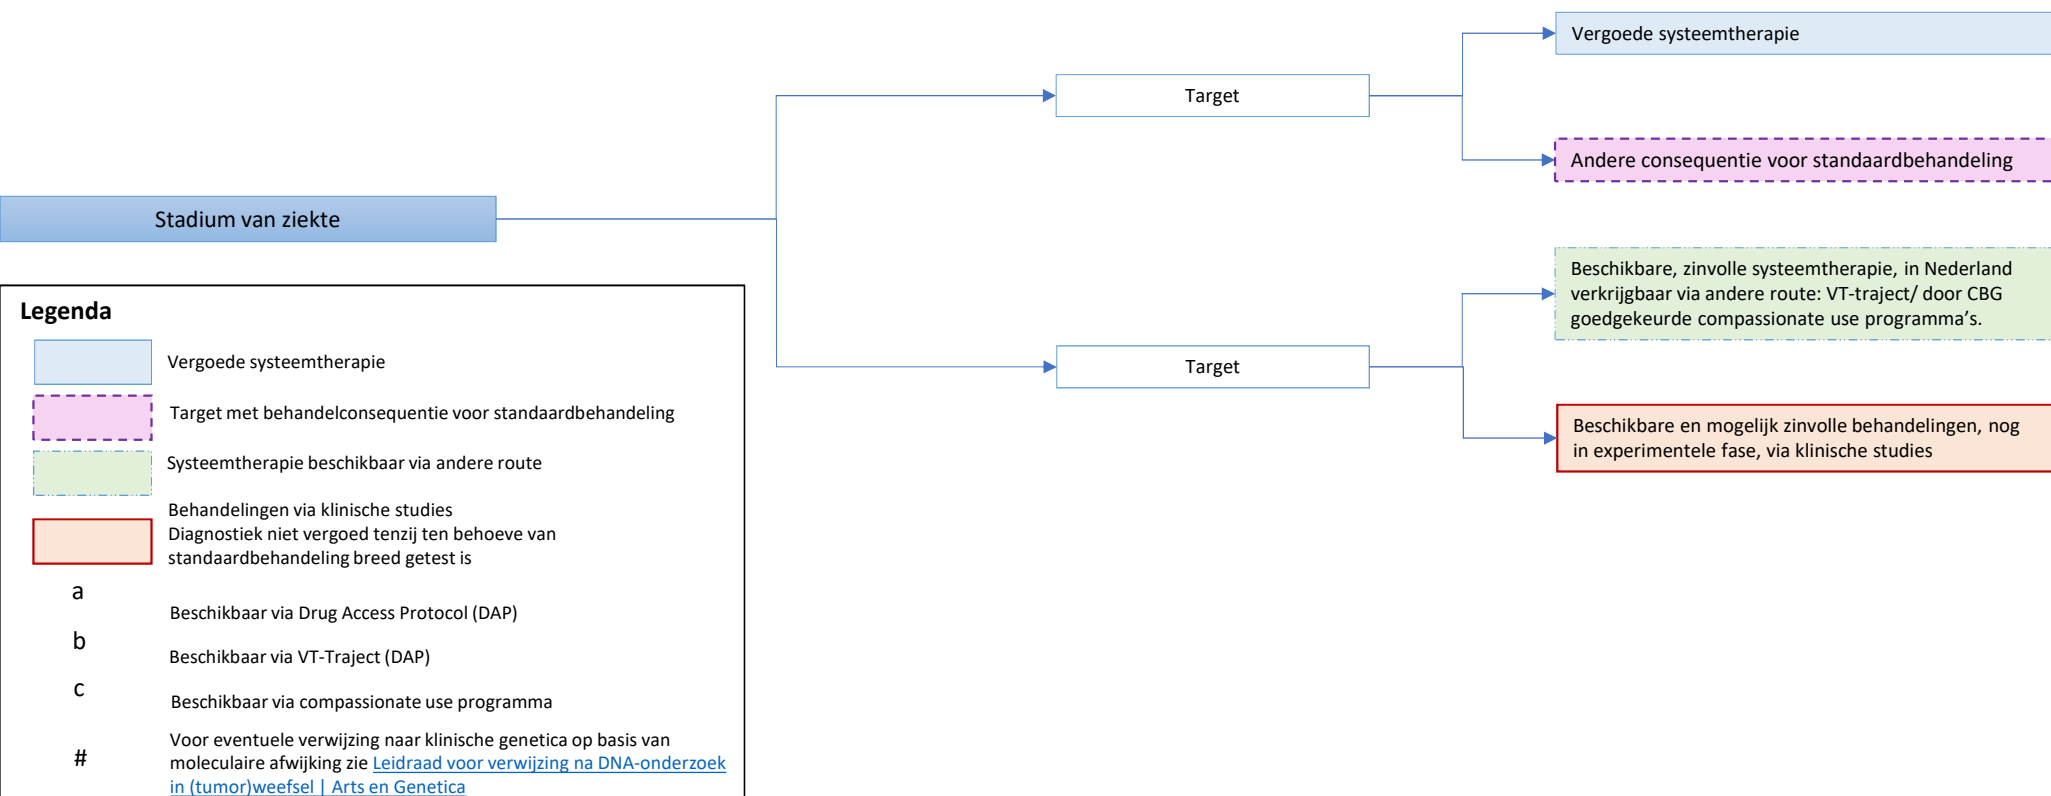 Vergoede systeemtherapie
Target
Andere consequentie voor standaardbehandeling
Stadium van ziekte
Beschikbare, zinvolle systeemtherapie, in Nederland
verkrijgbaar via andere route: VT-traject/ door CBG
goedgekeurde compassionate use programma's.
Target
Beschikbare en mogelijk zinvolle behandelingen, nog
in experimentele fase, via klinische studies
Legenda
Vergoede systeemtherapie
Target met behandelconsequentie voor standaardbehandeling
Systeemtherapie beschikbaar via andere route
Behandelingen via klinische studies
Diagnostiek niet vergoed tenzij ten behoeve van
standaardbehandeling breed getest is
a
Beschikbaar via Drug Access Protocol (DAP)
b
Beschikbaar via VT-Traject (DAP)
c
Beschikbaar via compassionate use programma
#
Voor eventuele verwijzing naar klinische genetica op basis van
moleculaire afwijking zie Leidraad voor verwijzing na DNA-onderzoek
in (tumor)weefsel | Arts en Genetica